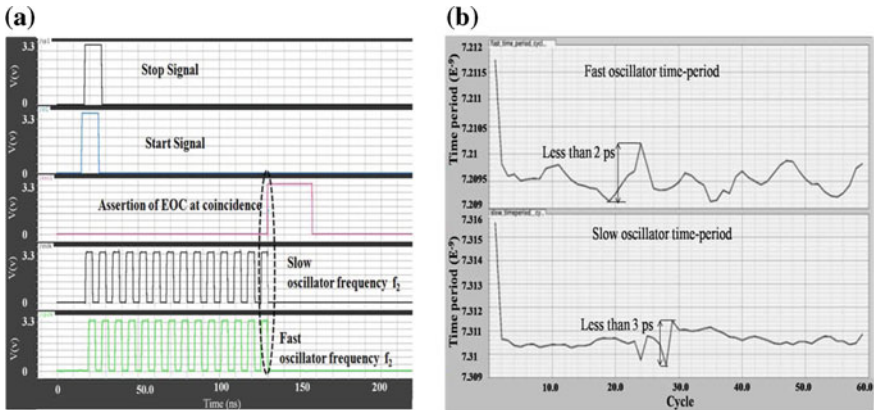 (a)
(b)
3.3
V(v)
0
Stop Signal
3.3
V(v)
0
Start Signal
3.3
V(v)
0
Assertion of EOC at coincidence
3.3
V(v)
0
Slow
oscillator frequency f2
3.3
V(v)
0
Fast
oscillator frequency f2
0
50.0
100
150
200
Time (ns)
7.212
7.2115
7.211
7.2105
7.21
7.2095
7.209
Time period (E-9)
Fast oscillator time-period
Less than 2 ps
7.316
7.315
7.314
7.313
7.312
7.311
7.31
7.309
Time period (E-9)
Slow oscillator time-period
Less than 3 ps
10.0
20.0
30.0
40.0
50.0
60.0
Cycle